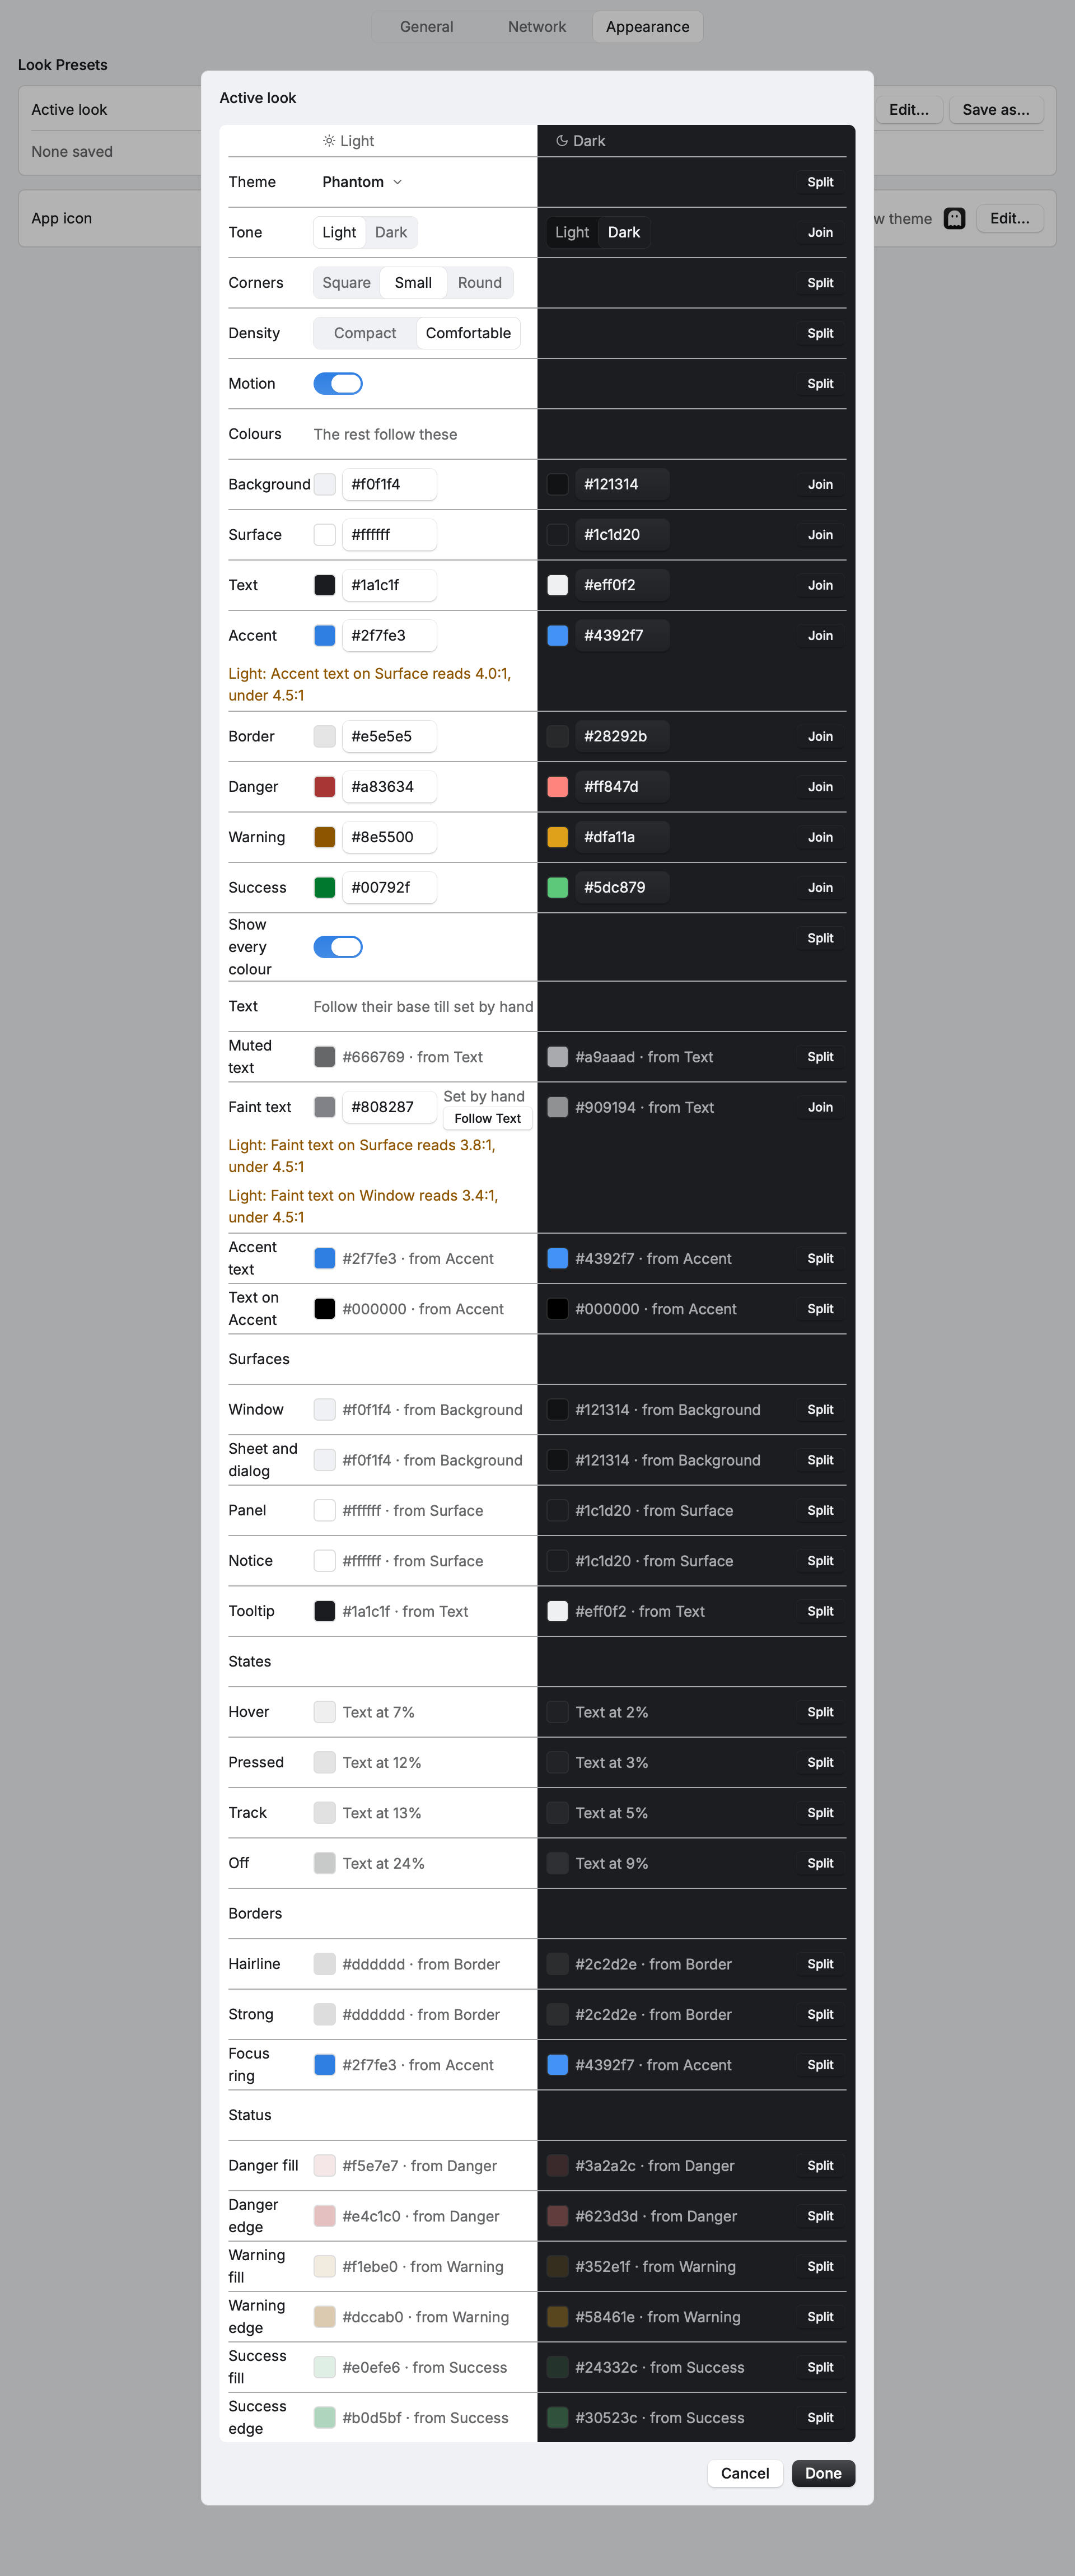 General Network Appearance
Look Presets
Active look
Edit... Save as...
None saved
App icon
w theme Edit...
Active look
Light Dark
Theme Phantom Split
Tone Light Dark Light Dark Join
Corners Square Small Round Split
Density Compact Comfortable Split
Motion Split
Colours The rest follow these
Background #f0f1f4 #121314 Join
Surface #ffffff #1c1d20 Join
Text #1a1c1f #eff0f2 Join
Accent #2f7fe3 #4392f7 Join
Light: Accent text on Surface reads 4.0:1,
under 4.5:1
Border #e5e5e5 #28292b Join
Danger #a83634 #ff847d Join
Warning #8e5500 #dfa11a Join
Success #00792f #5dc879 Join
Show
every
colour
Split
Text Follow their base till set by hand
Muted
text
#666769 · from Text #a9aaad · from Text Split
Faint text #808287 Set by hand
Follow Text
#909194 · from Text Join
Light: Faint text on Surface reads 3.8:1,
under 4.5:1
Light: Faint text on Window reads 3.4:1,
under 4.5:1
Accent
text
#2f7fe3 · from Accent #4392f7 · from Accent Split
Text on
Accent
#000000 · from Accent #000000 · from Accent Split
Surfaces
Window #f0f1f4 · from Background #121314 · from Background Split
Sheet and
dialog
#f0f1f4 · from Background #121314 · from Background Split
Panel #ffffff · from Surface #1c1d20 · from Surface Split
Notice #ffffff · from Surface #1c1d20 · from Surface Split
Tooltip #1a1c1f · from Text #eff0f2 · from Text Split
States
Hover Text at 7% Text at 2% Split
Pressed Text at 12% Text at 3% Split
Track Text at 13% Text at 5% Split
Off Text at 24% Text at 9% Split
Borders
Hairline #dddddd · from Border #2c2d2e · from Border Split
Strong #dddddd · from Border #2c2d2e · from Border Split
Focus
ring
#2f7fe3 · from Accent #4392f7 · from Accent Split
Status
Danger fill #f5e7e7 · from Danger #3a2a2c · from Danger Split
Danger
edge
#e4c1c0 · from Danger #623d3d · from Danger Split
Warning
fill
#f1ebe0 · from Warning #352e1f · from Warning Split
Warning
edge
#dccab0 · from Warning #58461e · from Warning Split
Success
fill
#e0efe6 · from Success #24332c · from Success Split
Success
edge
#b0d5bf · from Success #30523c · from Success Split
Cancel Done